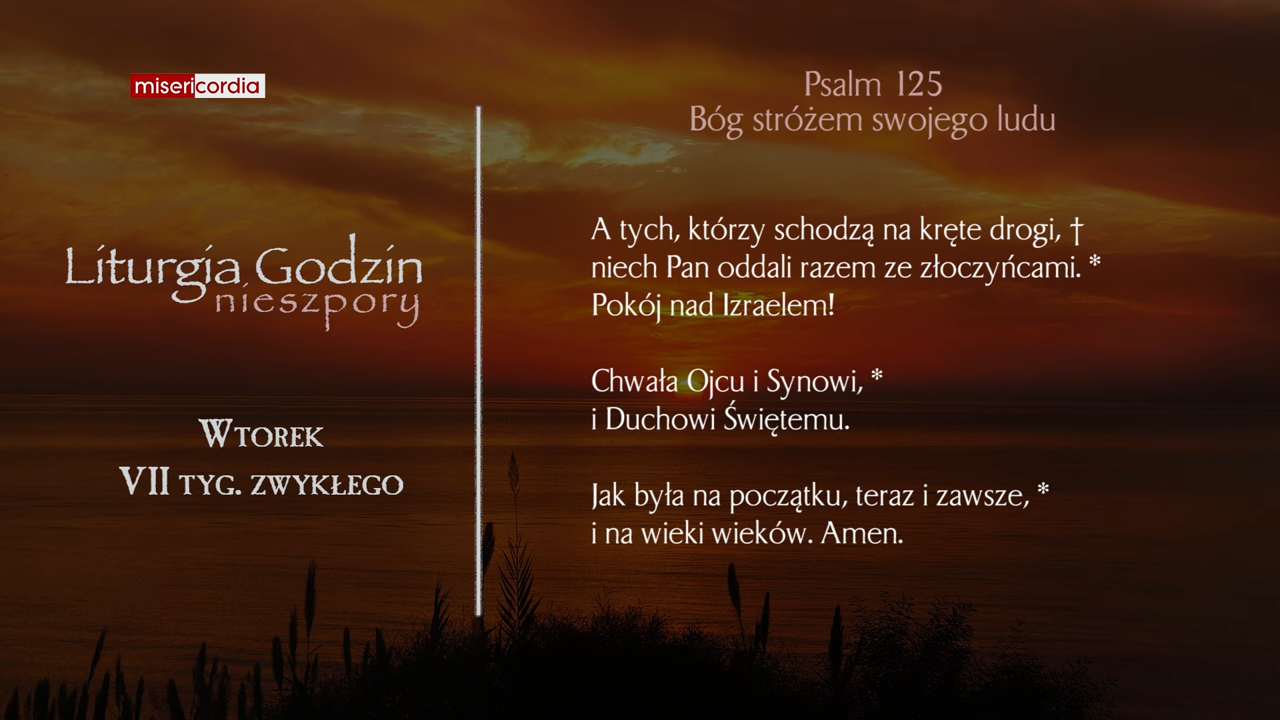 misericordia
Liturgia Godzin
nieszpory
Wtorek
VII tyg. zwykłego
Psalm 125
Bóg stróżem swojego ludu
A tych, którzy schodzą na kręte drogi, †
niech Pan oddali razem ze złoczyńcami. *
Pokój nad Izraelem!
Chwała Ojcu i Synowi, *
i Duchowi Świętemu.
Jak była na początku, teraz i zawsze, *
i na wieki wieków. Amen.